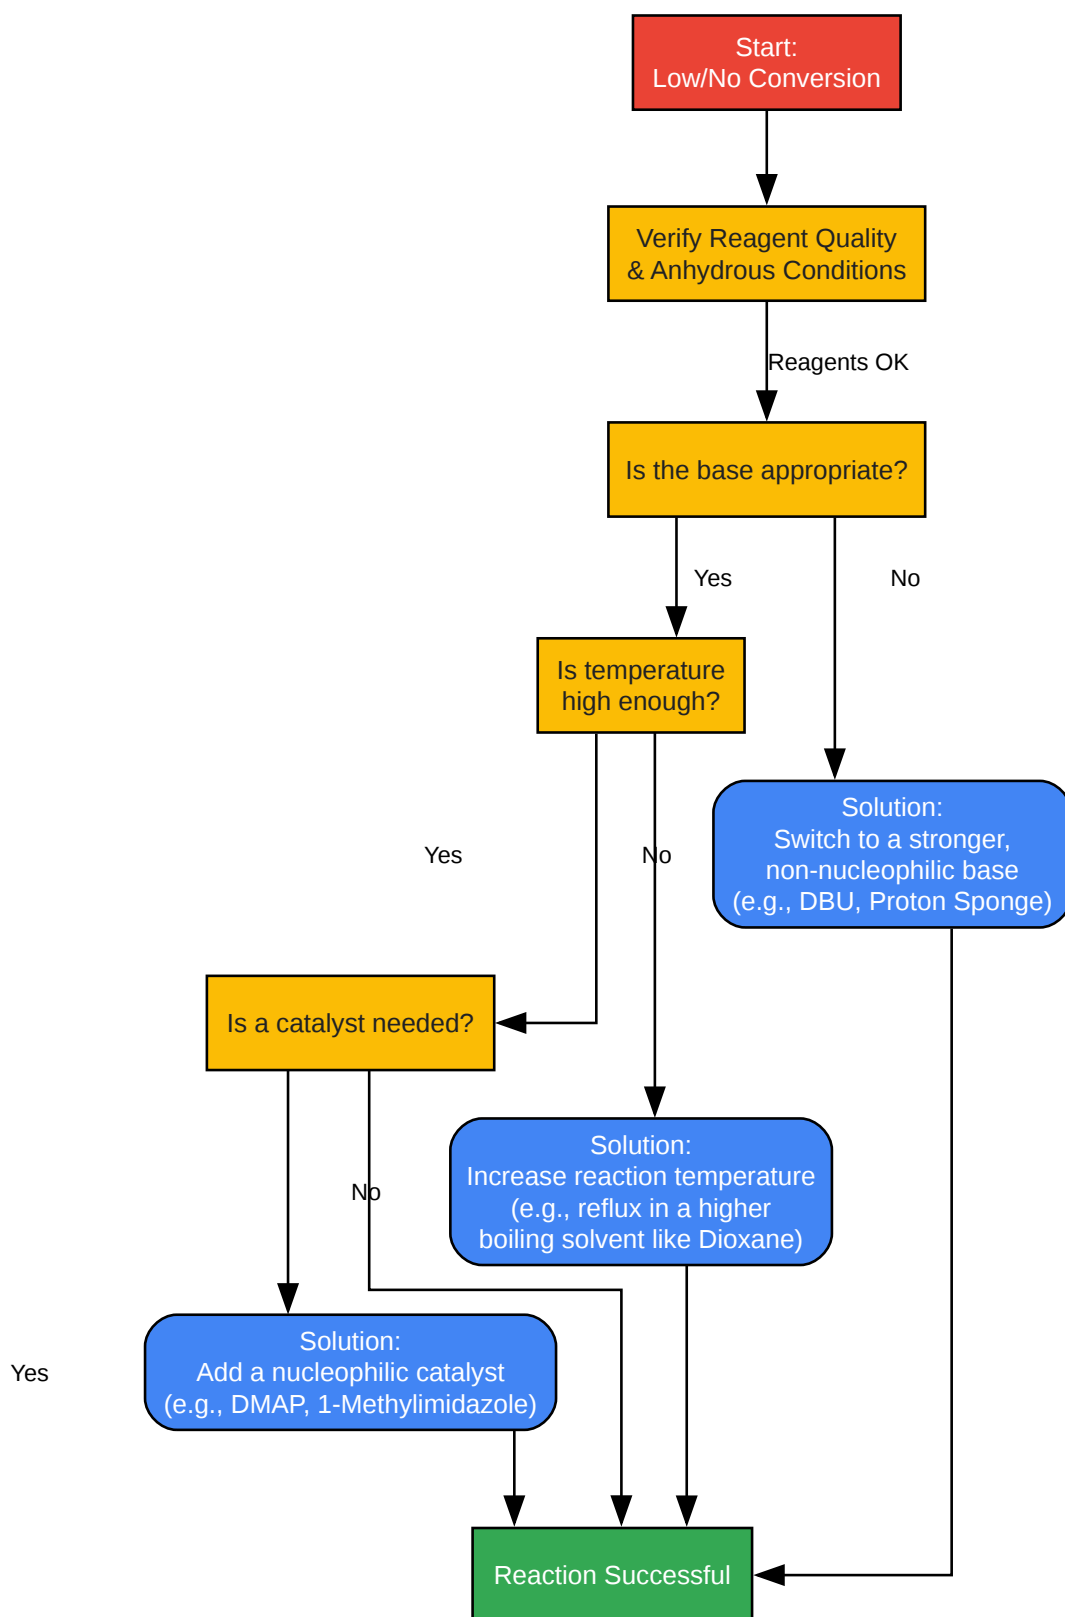 Start:
Low/No Conversion
Verify Reagent Quality
& Anhydrous Conditions
Reagents OK
Is the base appropriate?
Yes
No
Is temperature
high enough?
Solution:
Switch to a stronger,
non-nucleophilic base
(e.g., DBU, Proton Sponge)
Yes
No
Is a catalyst needed?
Solution:
Increase reaction temperature
(e.g., reflux in a higher
boiling solvent like Dioxane)
No
Yes
Solution:
Add a nucleophilic catalyst
(e.g., DMAP, 1-Methylimidazole)
Reaction Successful